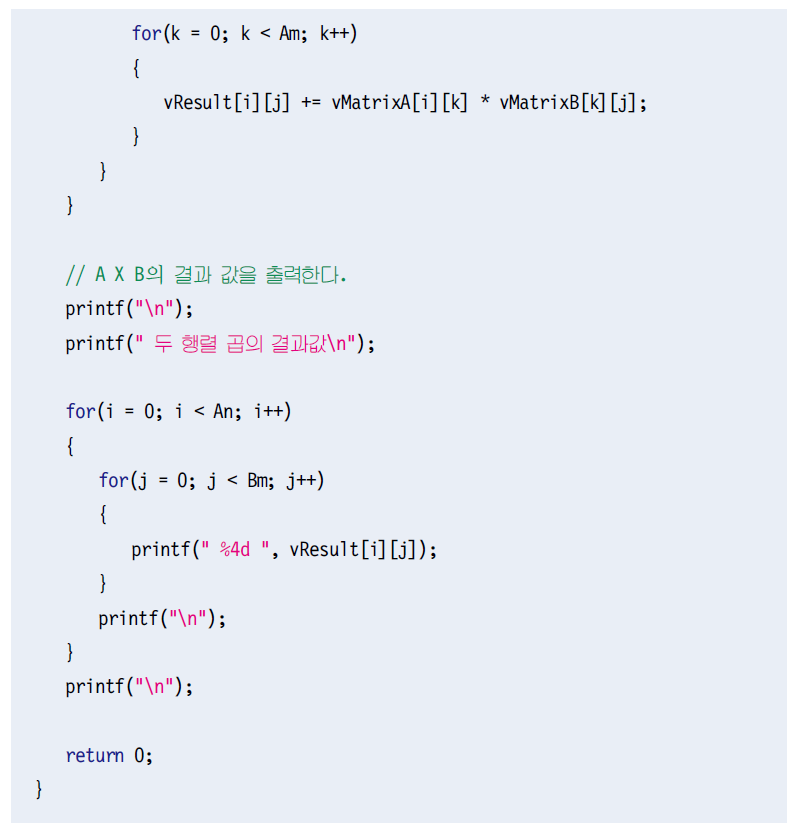 for(k = 0; k < Am; k++)
{
vResult[i][j] += vMatrixA[i][k] * vMatrixB[k][j];
}
}
}
// A X B의 결과 값을 출력한다.
printf("\n");
printf(" 두 행렬 곱의 결과값\n");
for(i = 0; i < An; i++)
{
for(j = 0; j < Bm; j++)
{
printf(" %4d ", vResult[i][j]);
}
printf("\n");
}
printf("\n");
return 0;
}